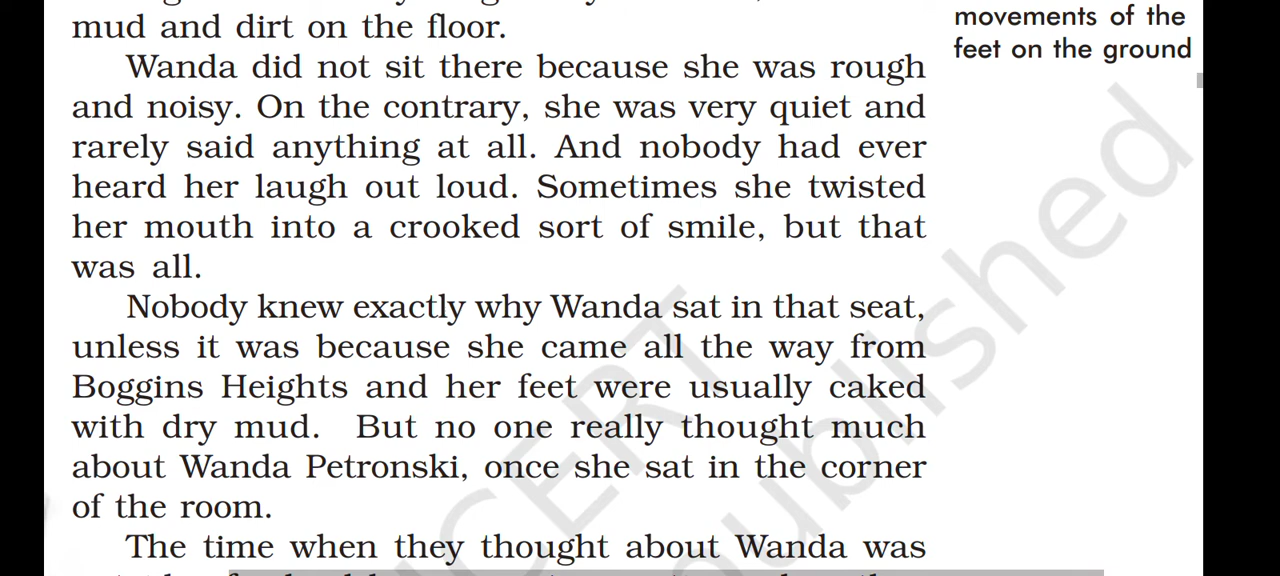 mud and dirt on the floor.
Wanda did not sit there because she was rough
and noisy. On the contrary, she was very quiet and
rarely said anything at all. And nobody had ever
heard her laugh out loud. Sometimes she twisted
her mouth into a crooked sort of smile, but that
was all.
Nobody knew exactly why Wanda sat in that seat,
unless it was because she came all the way from
Boggins Heights and her feet were usually caked
with dry mud. But no one really thought much
about Wanda Petronski, once she sat in the corner
of the room.
The time when they thought about Wanda was
movements of the
feet on the ground
NCERT